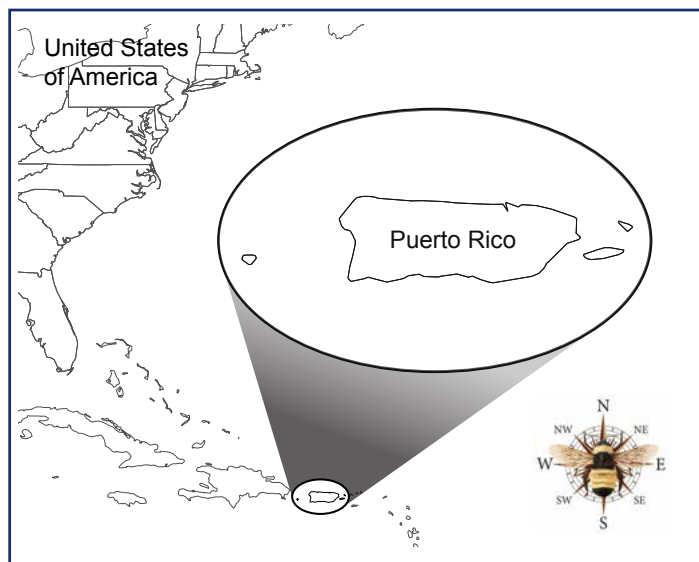 United States
of America
Puerto Rico
N
NW
NE
W
E
SW
SE
S